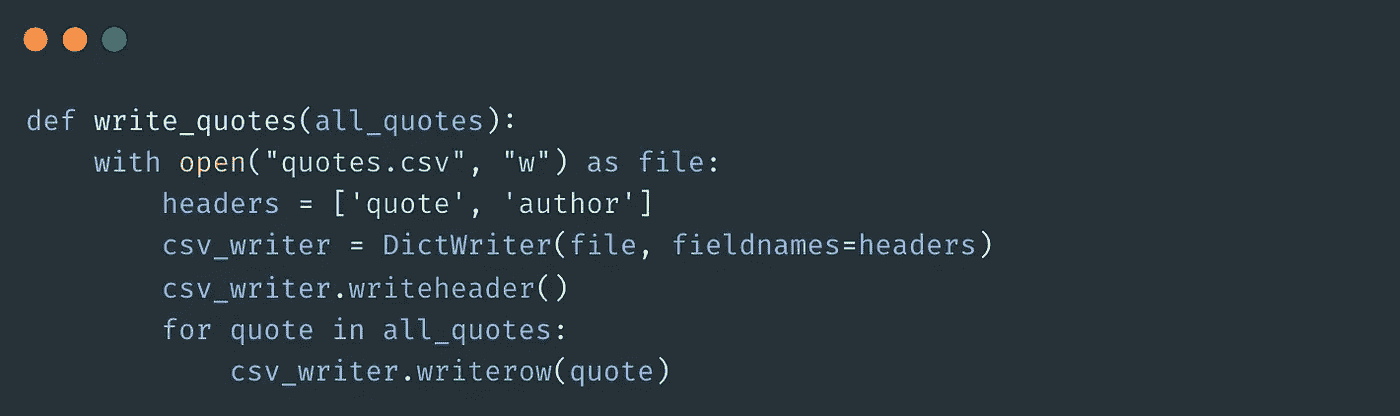 def write_quotes(all_quotes):
    with open("quotes.csv", "w") as file:
        headers = ['quote', 'author']
        csv_writer = DictWriter(file, fieldnames=headers)
        csv_writer.writeheader()
        for quote in all_quotes:
            csv_writer.writerow(quote)